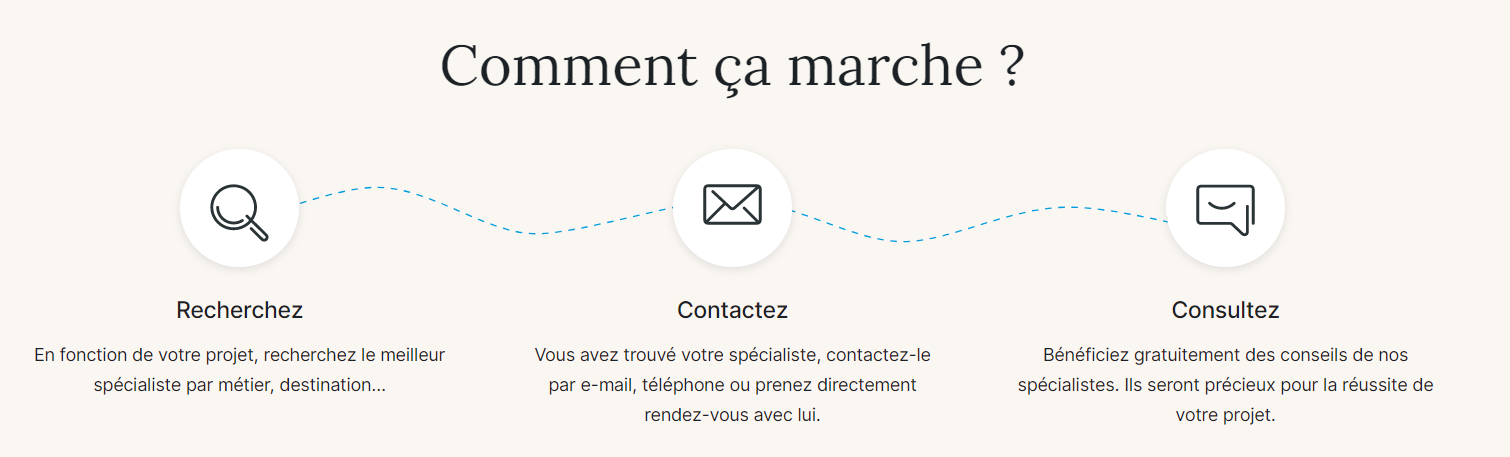 Comment ça marche ?
Recherchez
En fonction de votre projet, recherchez le meilleur
spécialiste par métier, destination...
Contactez
Vous avez trouvé votre spécialiste, contactez-le
par e-mail, téléphone ou prenez directement
rendez-vous avec lui.
Consultez
Bénéficiez gratuitement des conseils de nos
spécialistes. Ils seront précieux pour la réussite de
votre projet.